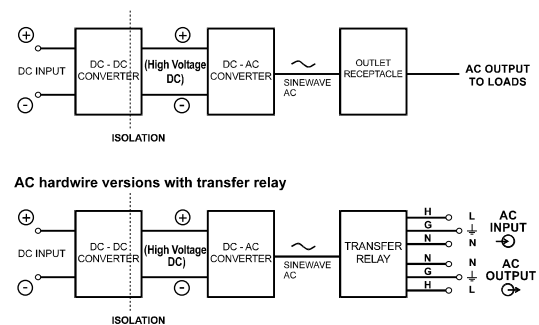 +
+
DC INPUT
DC - DC
CONVERTER
(High Voltage
DC)
DC - AC
CONVERTER
SINEWAVE
AC
OUTLET
RECEPTACLE
AC OUTPUT
TO LOADS
-
-
ISOLATION
AC hardwire versions with transfer relay
+
+
DC INPUT
DC - DC
CONVERTER
(High Voltage
DC)
DC - AC
CONVERTER
SINEWAVE
AC
TRANSFER
RELAY
H L
G
N N
AC
INPUT
N N
G
H L
AC
OUTPUT
-
-
ISOLATION